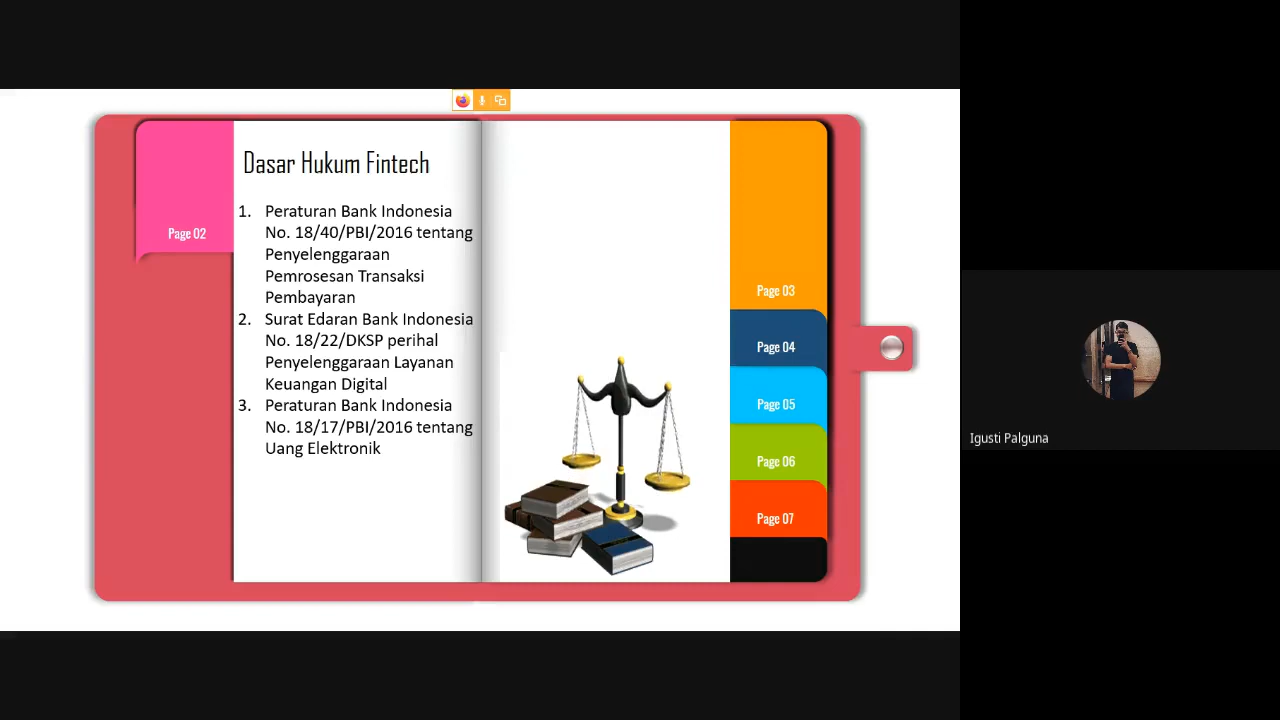 Dasar Hukum Fintech
1. Peraturan Bank Indonesia
No. 18/40/PBI/2016 tentang
Penyelenggaraan
Pemrosesan Transaksi
Pembayaran
2. Surat Edaran Bank Indonesia
No. 18/22/DKSP perihal
Penyelenggaraan Layanan
Keuangan Digital
3. Peraturan Bank Indonesia
No. 18/17/PBI/2016 tentang
Uang Elektronik
Page 02
Page 03
Page 04
Page 05
Page 06
Page 07
Igusti Palguna